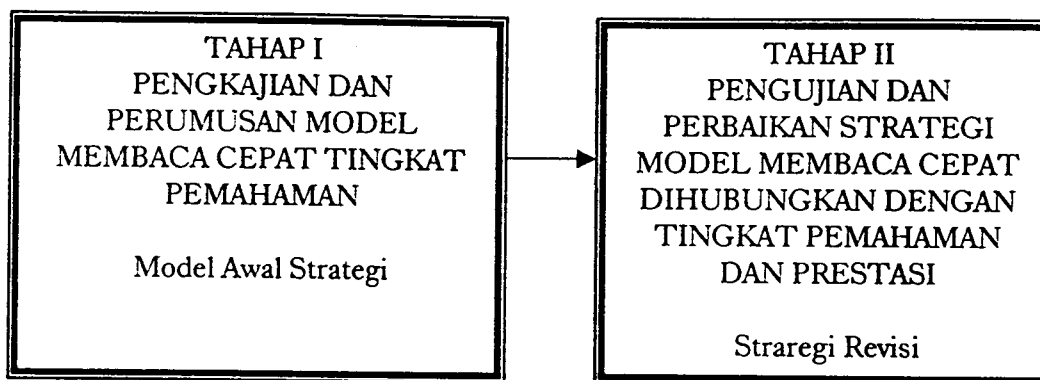 TAHAP I
PENGKAJIAN DAN
PERUMUSAN MODEL
MEMBACA CEPAT TINGKAT
PEMAHAMAN
Model Awal Strategi
TAHAP II
PENGUJIAN DAN
PERBAIKAN STRATEGI
MODEL MEMBACA CEPAT
DIHUBUNGKAN DENGAN
TINGKAT PEMAHAMAN
DAN PRESTASI
Straregi Revisi